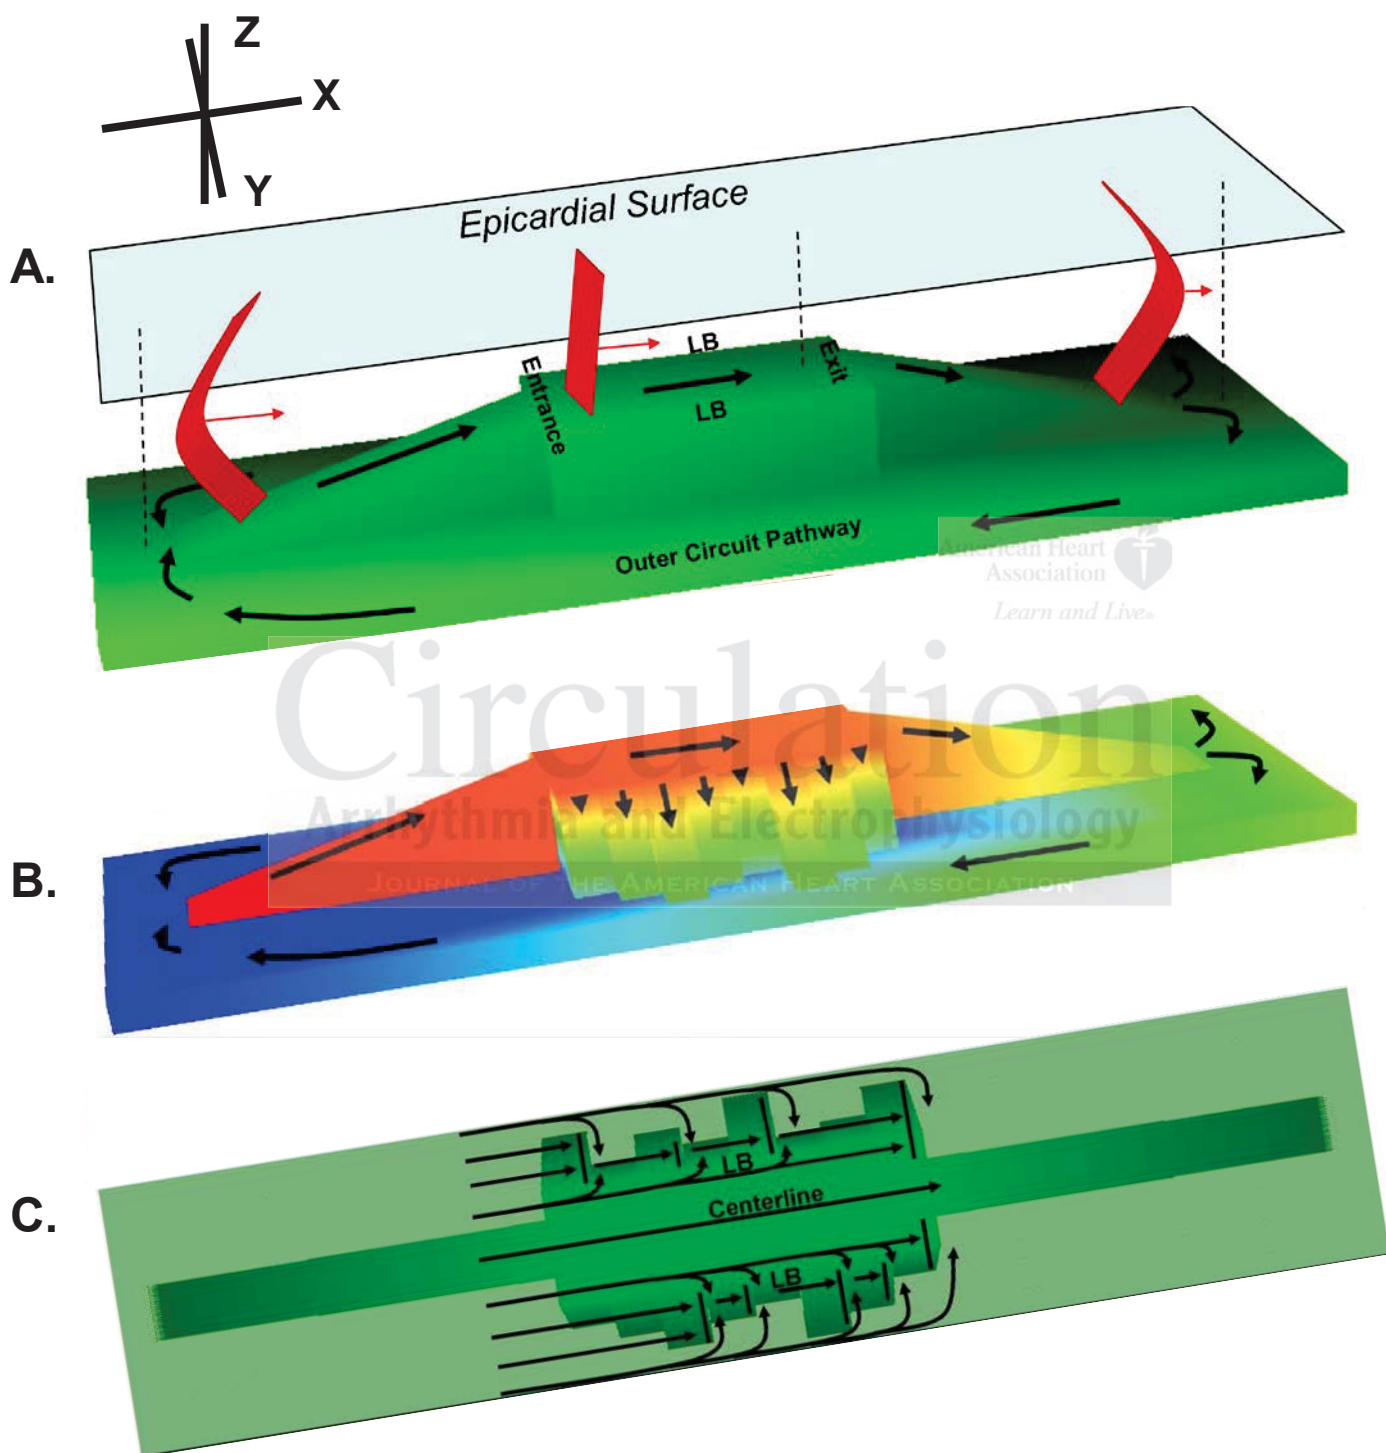 Z
X
Y
Epicardial Surface
A.
LB
Entrance
Exit
LB
Outer Circuit Pathway
American Heart
Association
Learn and Live®
Circulation
Arrhythmia and Electrophysiology
B.
JOURNAL OF THE AMERICAN HEART ASSOCIATION
LB
C.
Centerline
LB